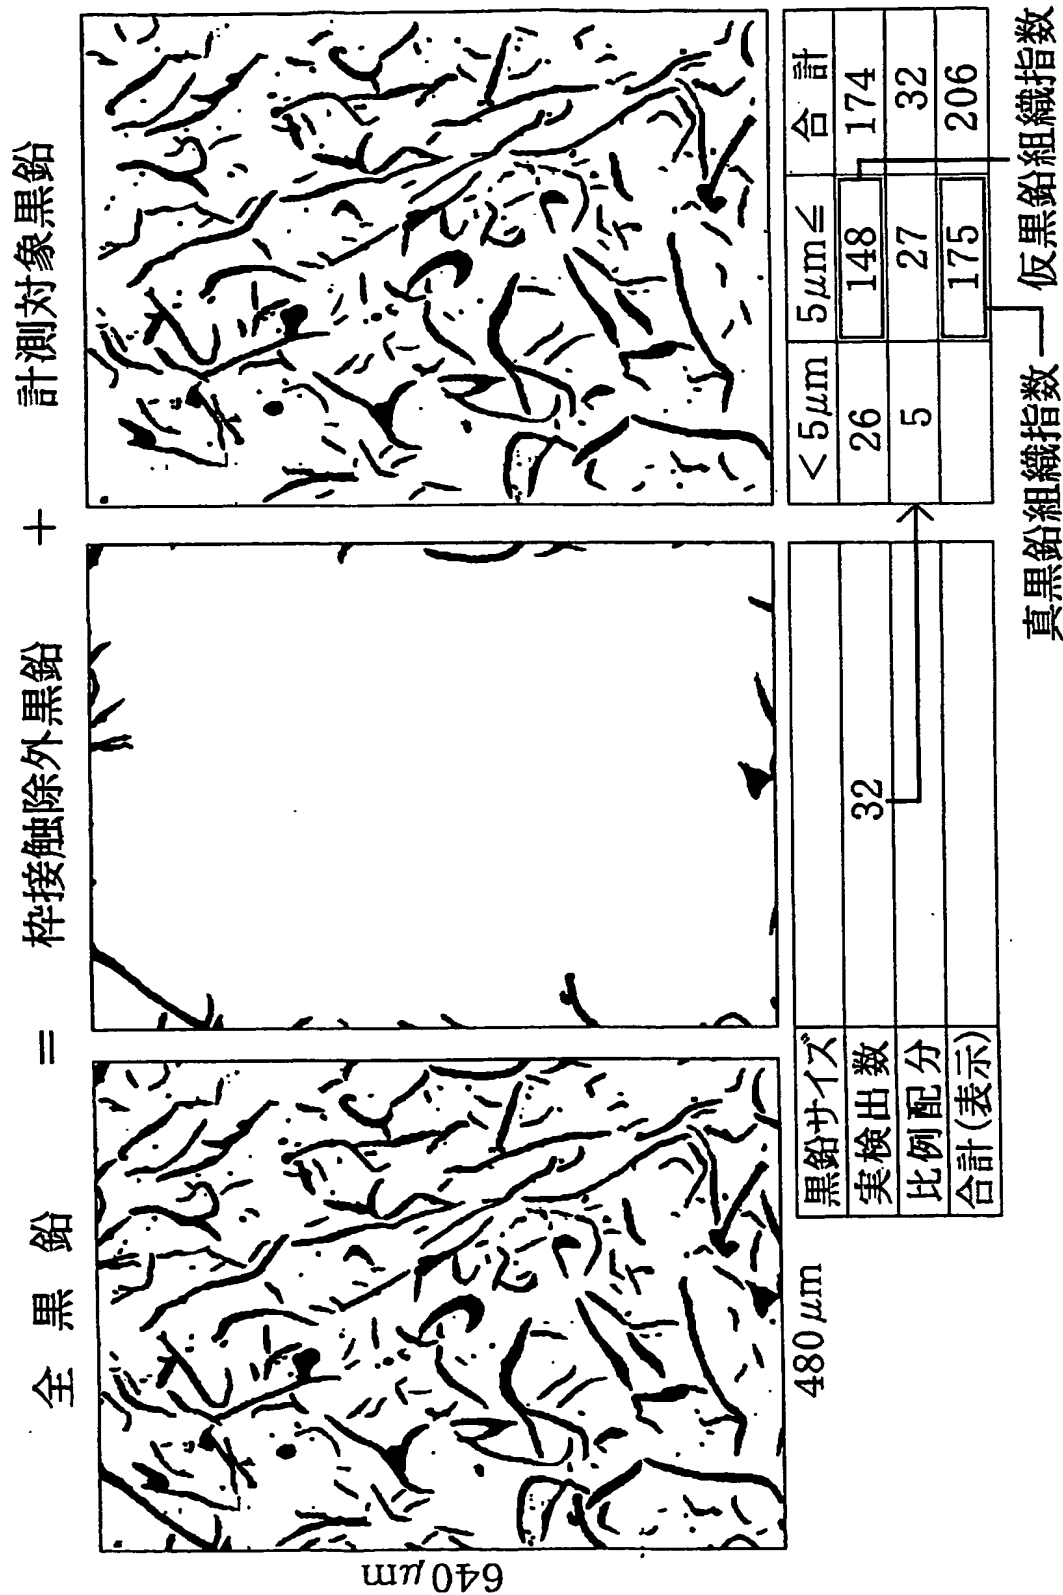 全黒鉛 = 枠接触除外黒鉛 + 計測対象黒鉛
640μm
480μm
黒鉛サイズ <5μm 5μm≦ 合計
実検出数 32 26 148 174
比例配分 5 27 32
合計(表示) 175 206
真黒鉛組織指数 仮黒鉛組織指数